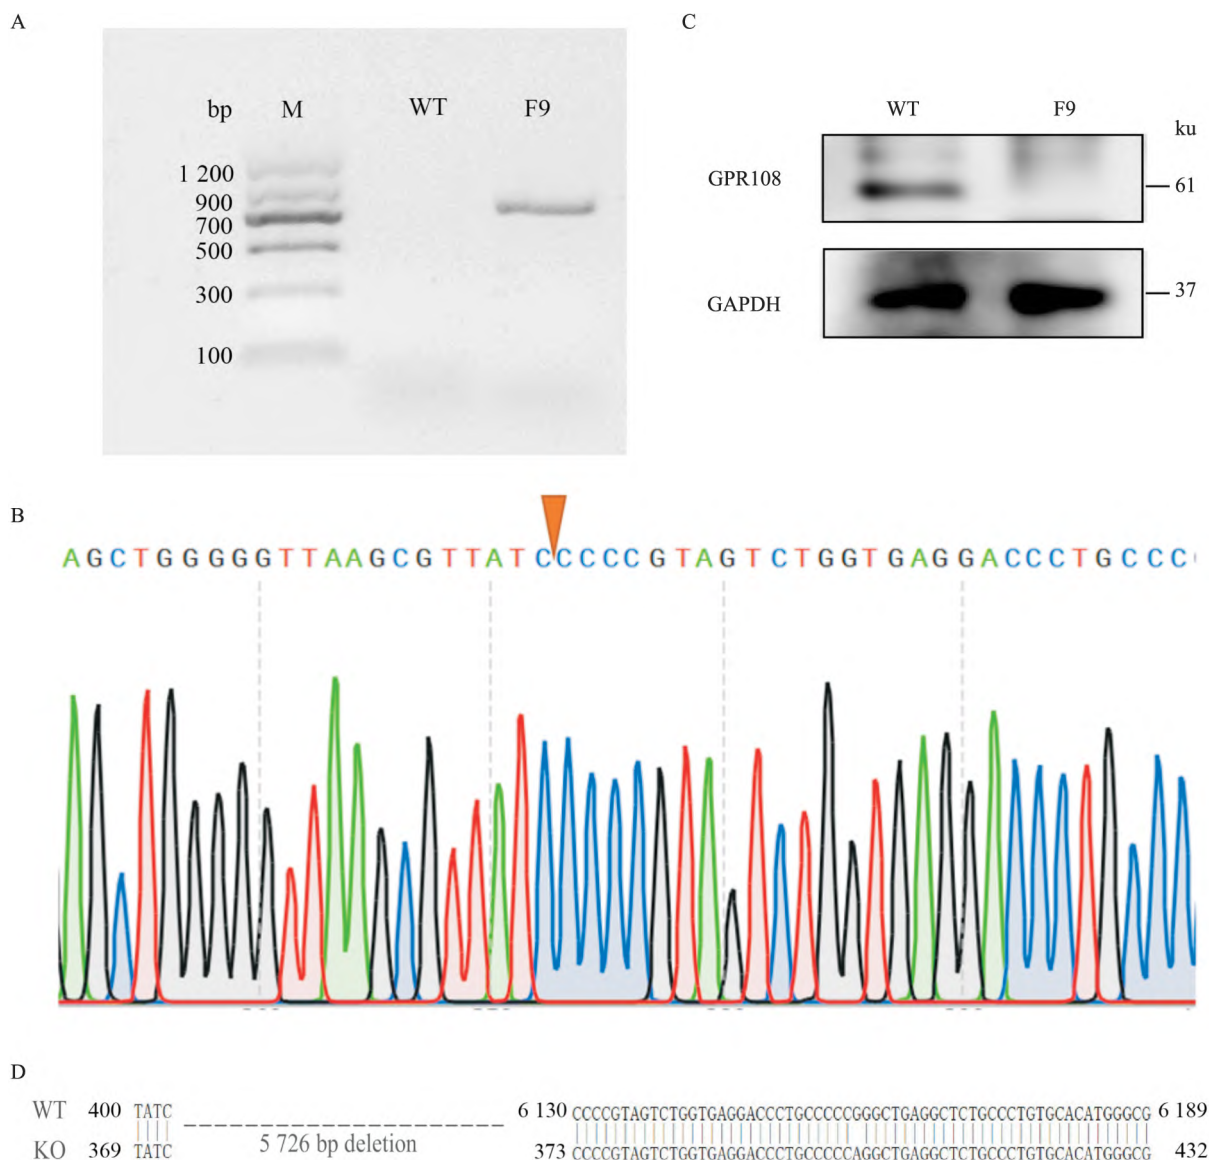 A
bp M WT F9
1 200
900
700
500
300
100
C
WT F9
ku
GPR108
61
GAPDH
37
B
AGCTGGGGGTTAAGCGTTATCCCCCGTAGTCTGGTGAGGACCCTGCCC
D
WT 400 TATC 6 130 CCCCGTAGTCTGGTGAGGACCCTGCCCCCGGGCTGAGGCTCTGCCCTGTGCACATGGGCG 6 189
5 726 bp deletion
KO 369 TATC 373 CCCCGTAGTCTGGTGAGGACCCTGCCCCCAGGCTGAGGCTCTGCCCTGTGCACATGGGCG 432